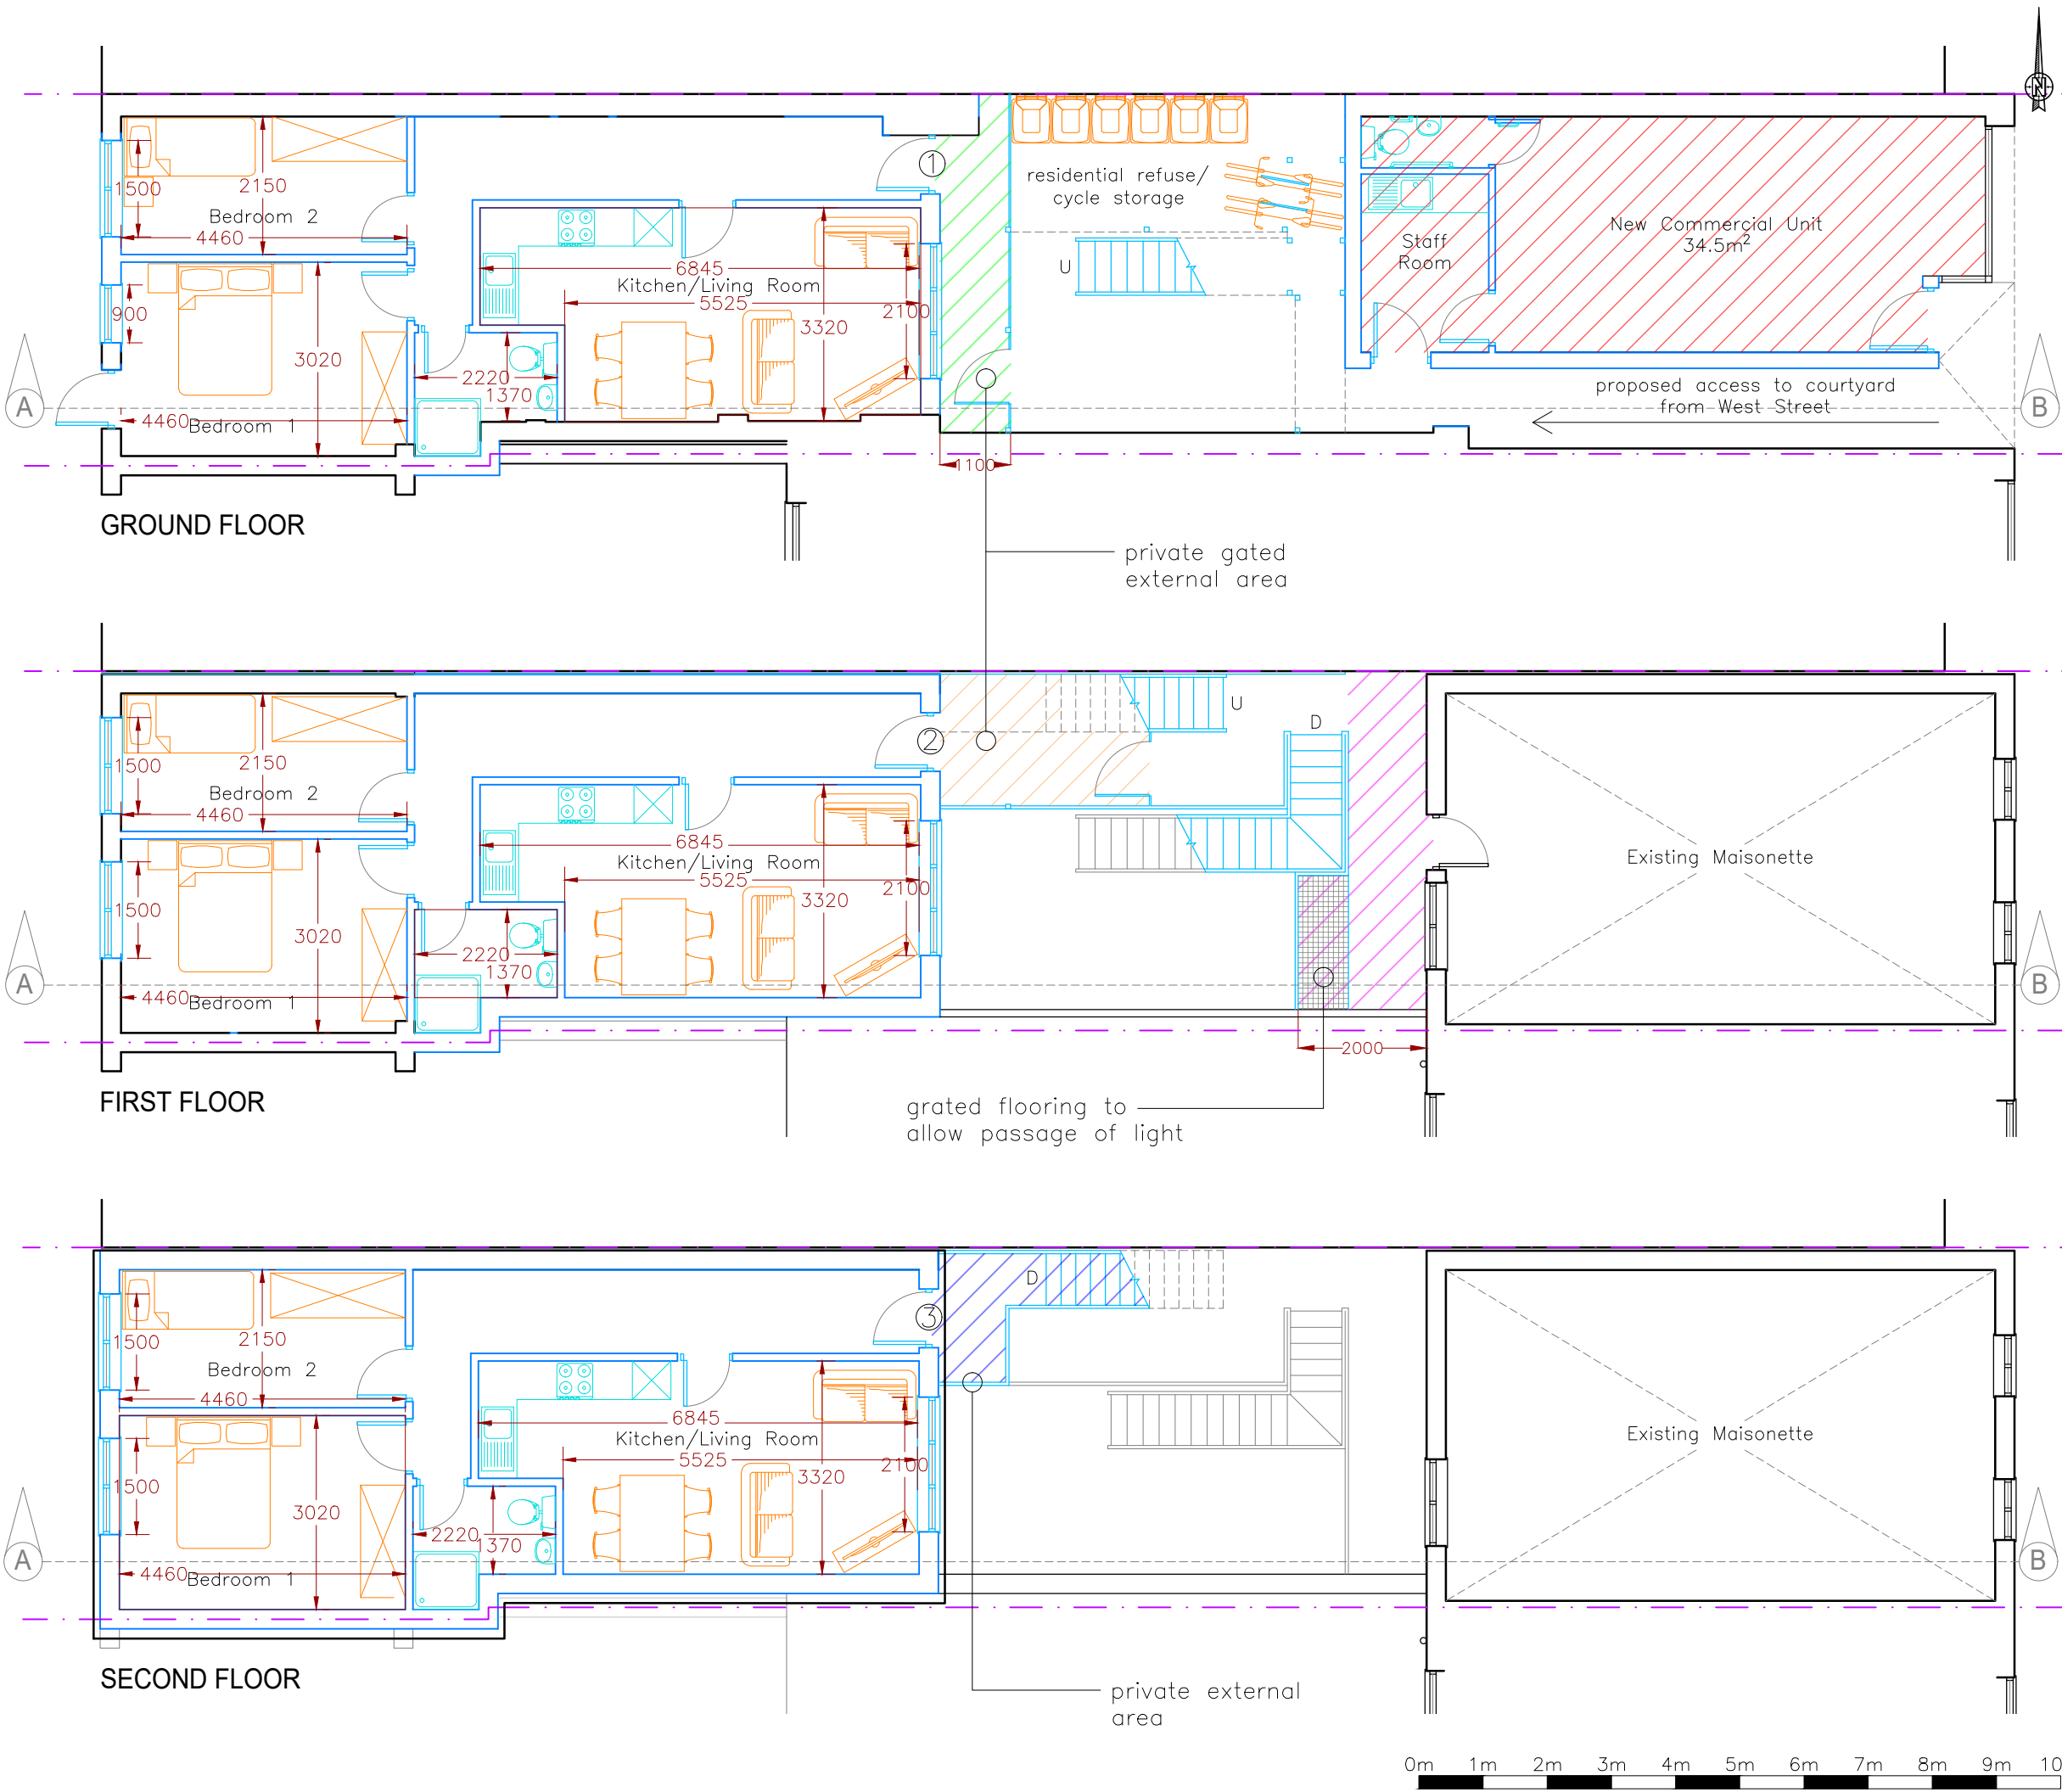 N
1
residential refuse/
cycle storage
1500
2150
Bedroom 2
4460
New Commercial Unit
34.5m²
Staff
Room
U
6845
Kitchen/Living Room
5525
2100
3320
900
3020
2220
1370
proposed access to courtyard
from West Street
A
4460
Bedroom 1
B
1100
GROUND FLOOR
private gated
external area
U
D
2
1500
2150
Bedroom 2
4460
6845
Kitchen/Living Room
5525
2100
3320
Existing Maisonette
1500
3020
2220
1370
A
4460
Bedroom 1
B
2000
FIRST FLOOR
grated flooring to
allow passage of light
D
3
1500
2150
Bedroom 2
4460
6845
Kitchen/Living Room
5525
2100
3320
Existing Maisonette
1500
3020
2220
1370
A
4460
Bedroom 1
B
SECOND FLOOR
private external
area
0m 1m 2m 3m 4m 5m 6m 7m 8m 9m 10